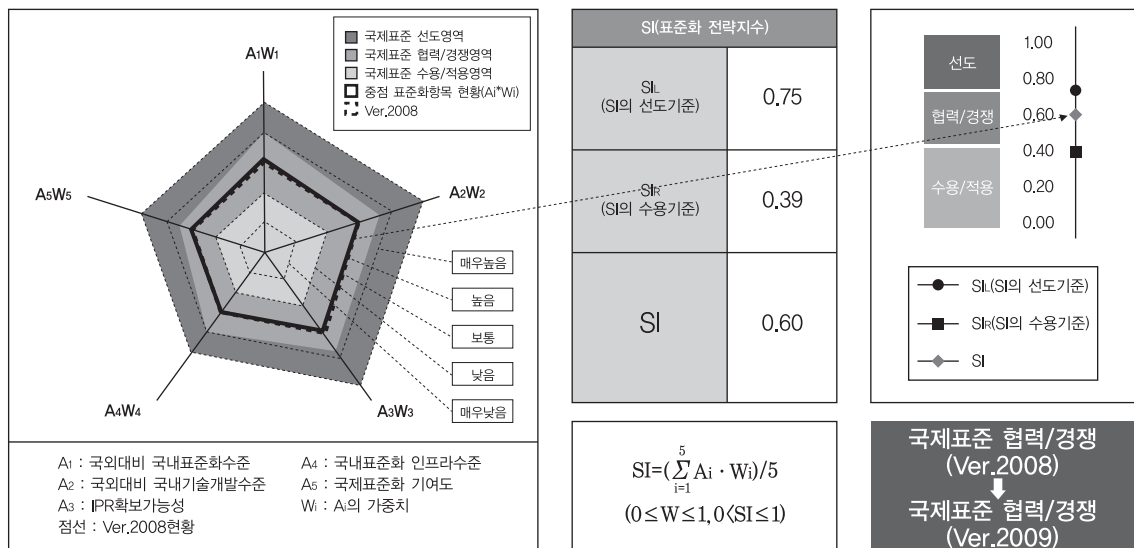 국제표준 선도영역
국제표준 협력/경쟁영역
국제표준 수용/적용영역
중점 표준화항목 현황(Ai*Wi)
Ver.2008
A1W1
A2W2
A3W3
A4W4
A5W5
매우높음
높음
보통
낮음
매우낮음
A1 : 국외대비 국내표준화수준
A2 : 국외대비 국내기술개발수준
A3 : IPR확보가능성
점선 : Ver.2008현황
A4 : 국내표준화 인프라수준
A5 : 국제표준화 기여도
Wi : Ai의 가중치
SI(표준화 전략지수)
SIL
(SI의 선도기준)
0.75
SIR
(SI의 수용기준)
0.39
SI
0.60
SI=(5∑i=1 Ai · Wi)/5
(0≤W≤1, 0<SI≤1)
선도
협력/경쟁
수용/적용
1.00
0.80
0.60
0.40
0.20
0.00
SIL(SI의 선도기준)
SIR(SI의 수용기준)
SI
국제표준 협력/경쟁
(Ver.2008)
국제표준 협력/경쟁
(Ver.2009)